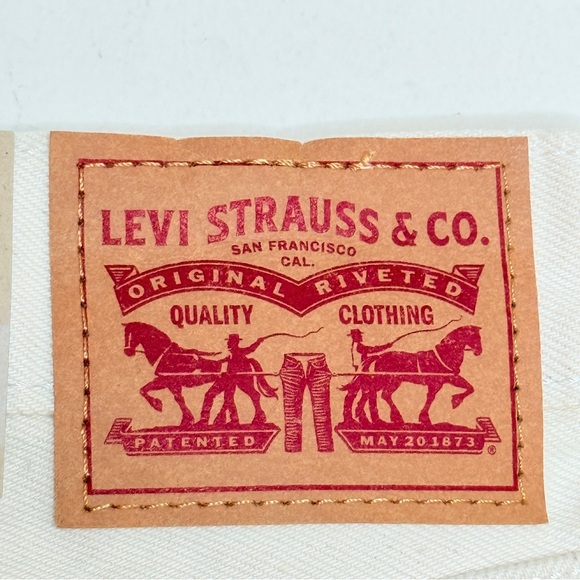 LEVI STRAUSS & CO.
SAN FRANCISCO
CAL.
ORIGINAL RIVETED
QUALITY CLOTHING
PATENTED MAY 20 1873
®